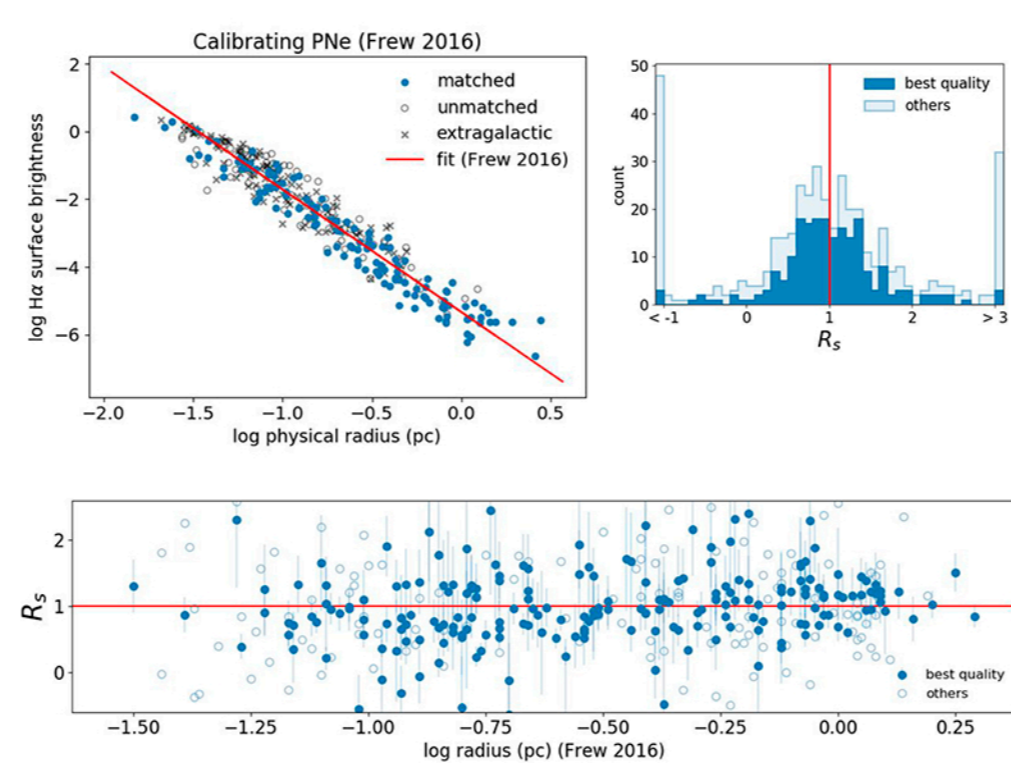 Calibrating PNe (Frew 2016)
2
0
−2
−4
−6
log Hα surface brightness
matched
unmatched
extragalactic
fit (Frew 2016)
−2.0 −1.5 −1.0 −0.5 0.0 0.5
log physical radius (pc)
50
40
30
20
10
0
count
best quality
others
< -1 0 1 2 > 3
Rs
2
1
0
Rs
best quality
others
−1.50 −1.25 −1.00 −0.75 −0.50 −0.25 0.00 0.25
log radius (pc) (Frew 2016)